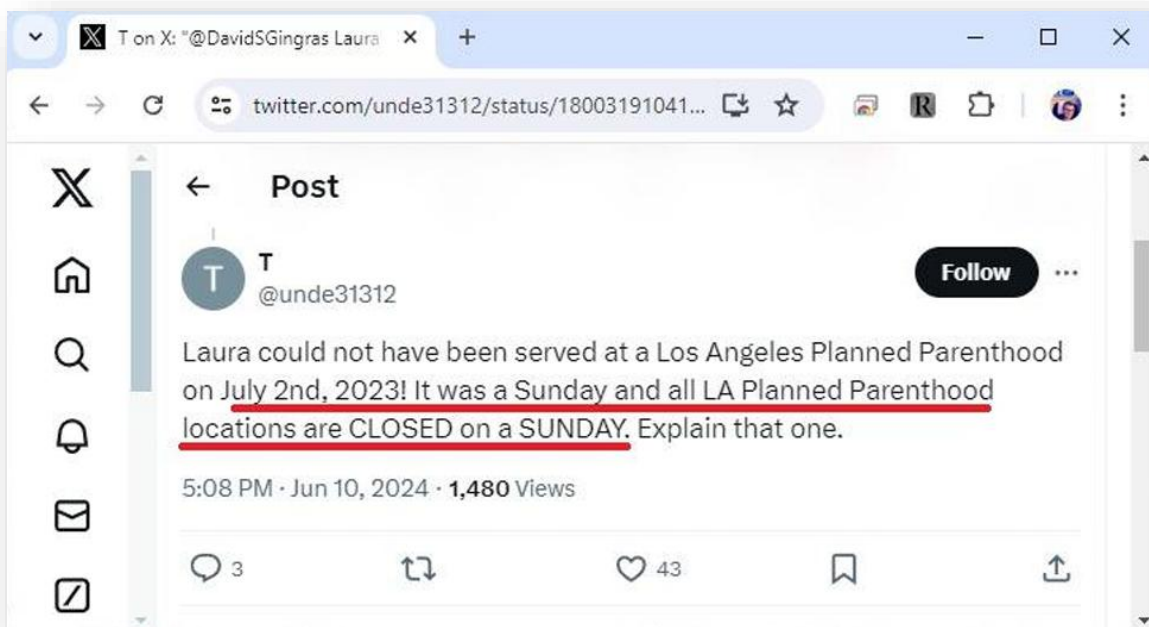 T on X: "@DavidSGingras Laura
twitter.com/unde31312/status/18003191041...
R
Post
T
T
@unde31312
Follow
Laura could not have been served at a Los Angeles Planned Parenthood
on July 2nd, 2023! It was a Sunday and all LA Planned Parenthood
locations are CLOSED on a SUNDAY. Explain that one.
5:08 PM · Jun 10, 2024 · 1,480 Views
3
43